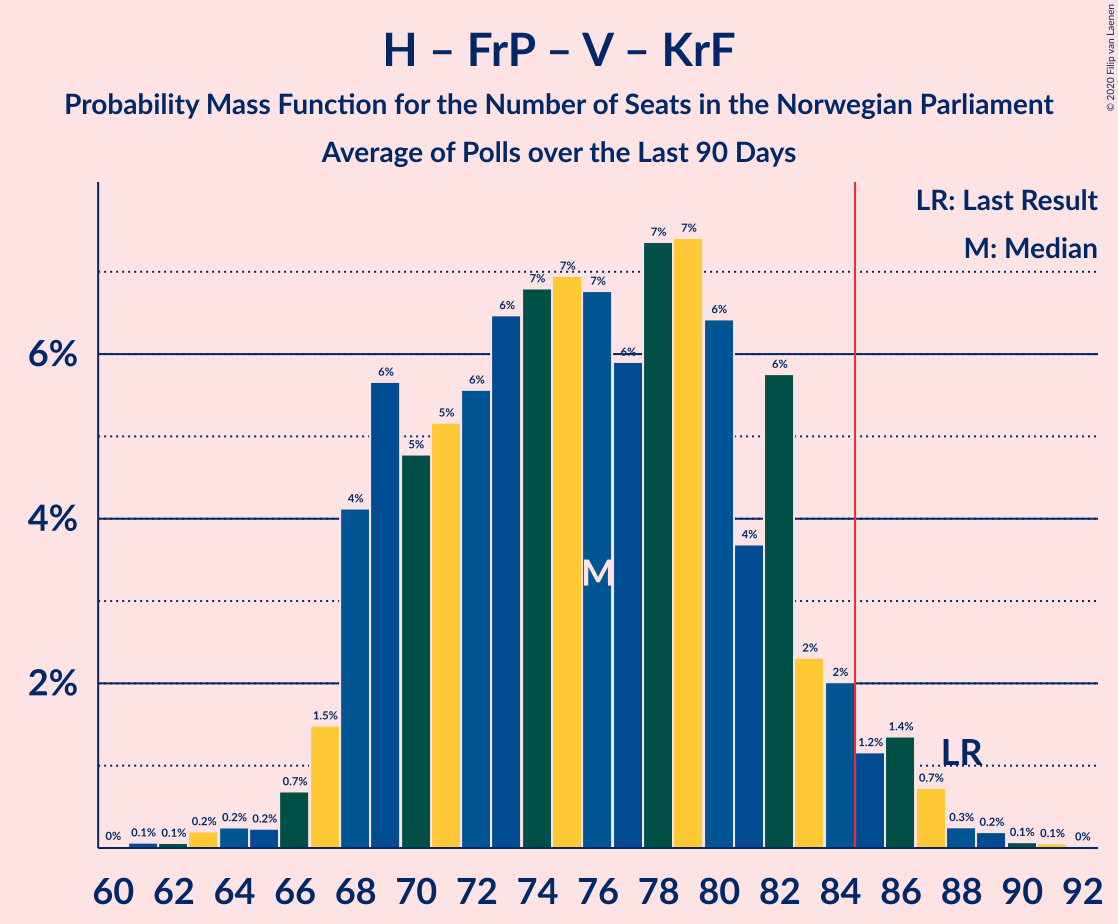 H – FrP – V – KrF
Probability Mass Function for the Number of Seats in the Norwegian Parliament
Average of Polls over the Last 90 Days
© 2020 Filip van Laenen
LR: Last Result
M: Median
6%
4%
2%
0% 0.1% 0.1% 0.2% 0.2% 0.2% 0.7% 1.5% 4% 6% 5% 5% 6% 6% 7% 7% 7% 6% 7% 7% 6% 4% 6% 2% 2% 1.2% 1.4% 0.7% 0.3% 0.2% 0.1% 0.1% 0%
M
LR
60 62 64 66 68 70 72 74 76 78 80 82 84 86 88 90 92